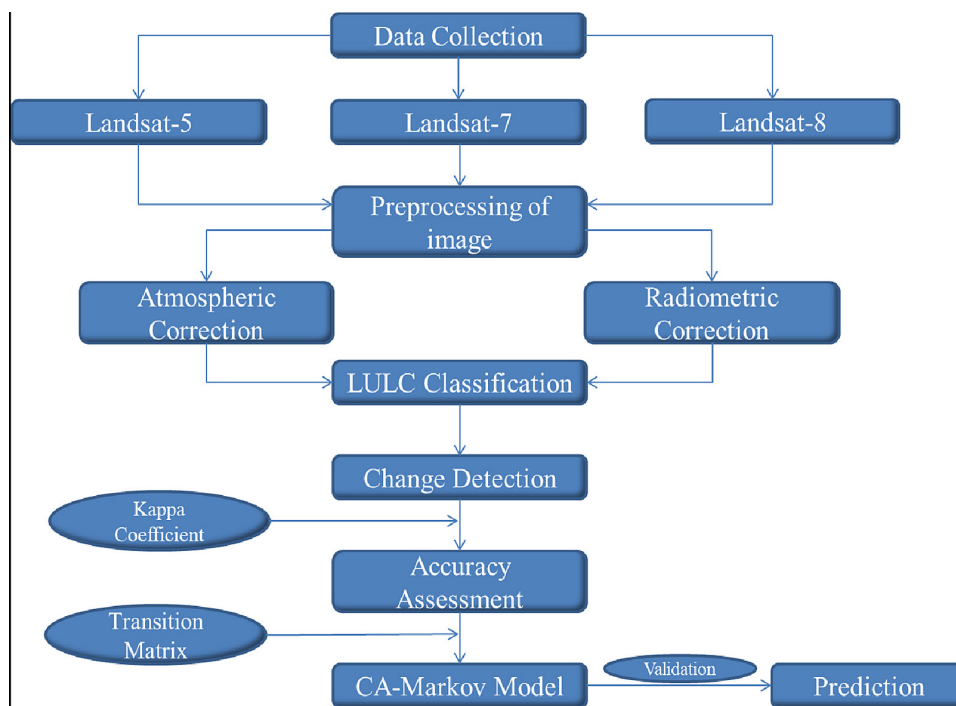 Data Collection
Landsat-5
Landsat-7
Landsat-8
Preprocessing of
image
Atmospheric
Correction
Radiometric
Correction
LULC Classification
Change Detection
Kappa
Coefficient
Accuracy
Assessment
Transition
Matrix
CA-Markov Model
Validation
Prediction